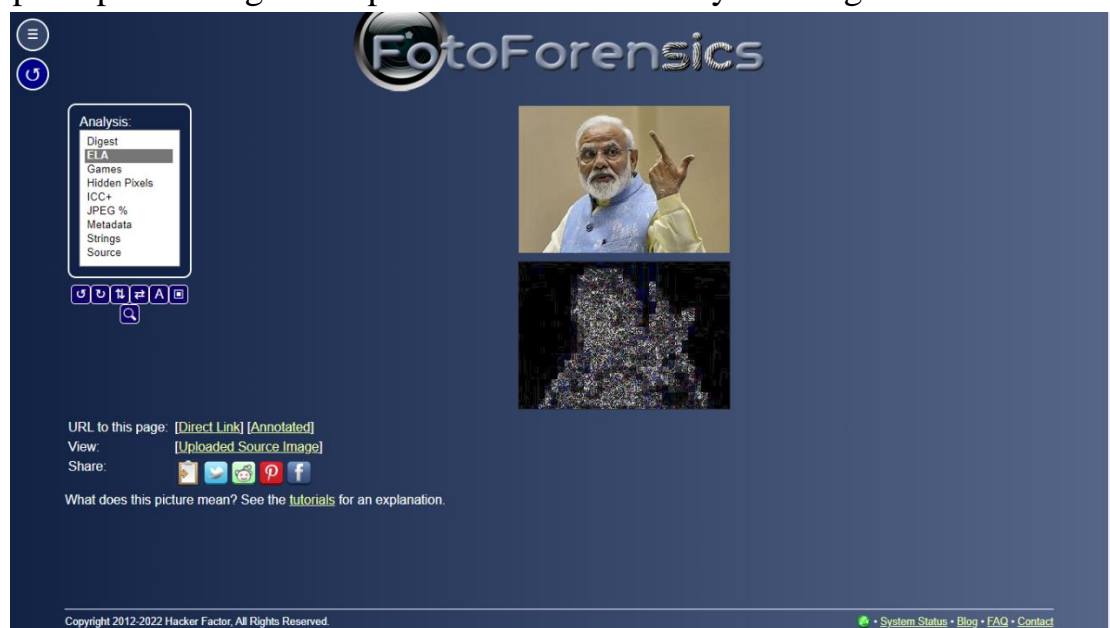 FotoForensics
Analysis:
Digest
ELA
Games
Hidden Pixels
ICC+
JPEG %
Metadata
Strings
Source
A
URL to this page: [Direct Link] [Annotated]
View: [Uploaded Source Image]
Share:
What does this picture mean? See the tutorials for an explanation.
Copyright 2012-2022 Hacker Factor, All Rights Reserved.
• System Status • Blog • FAQ • Contact